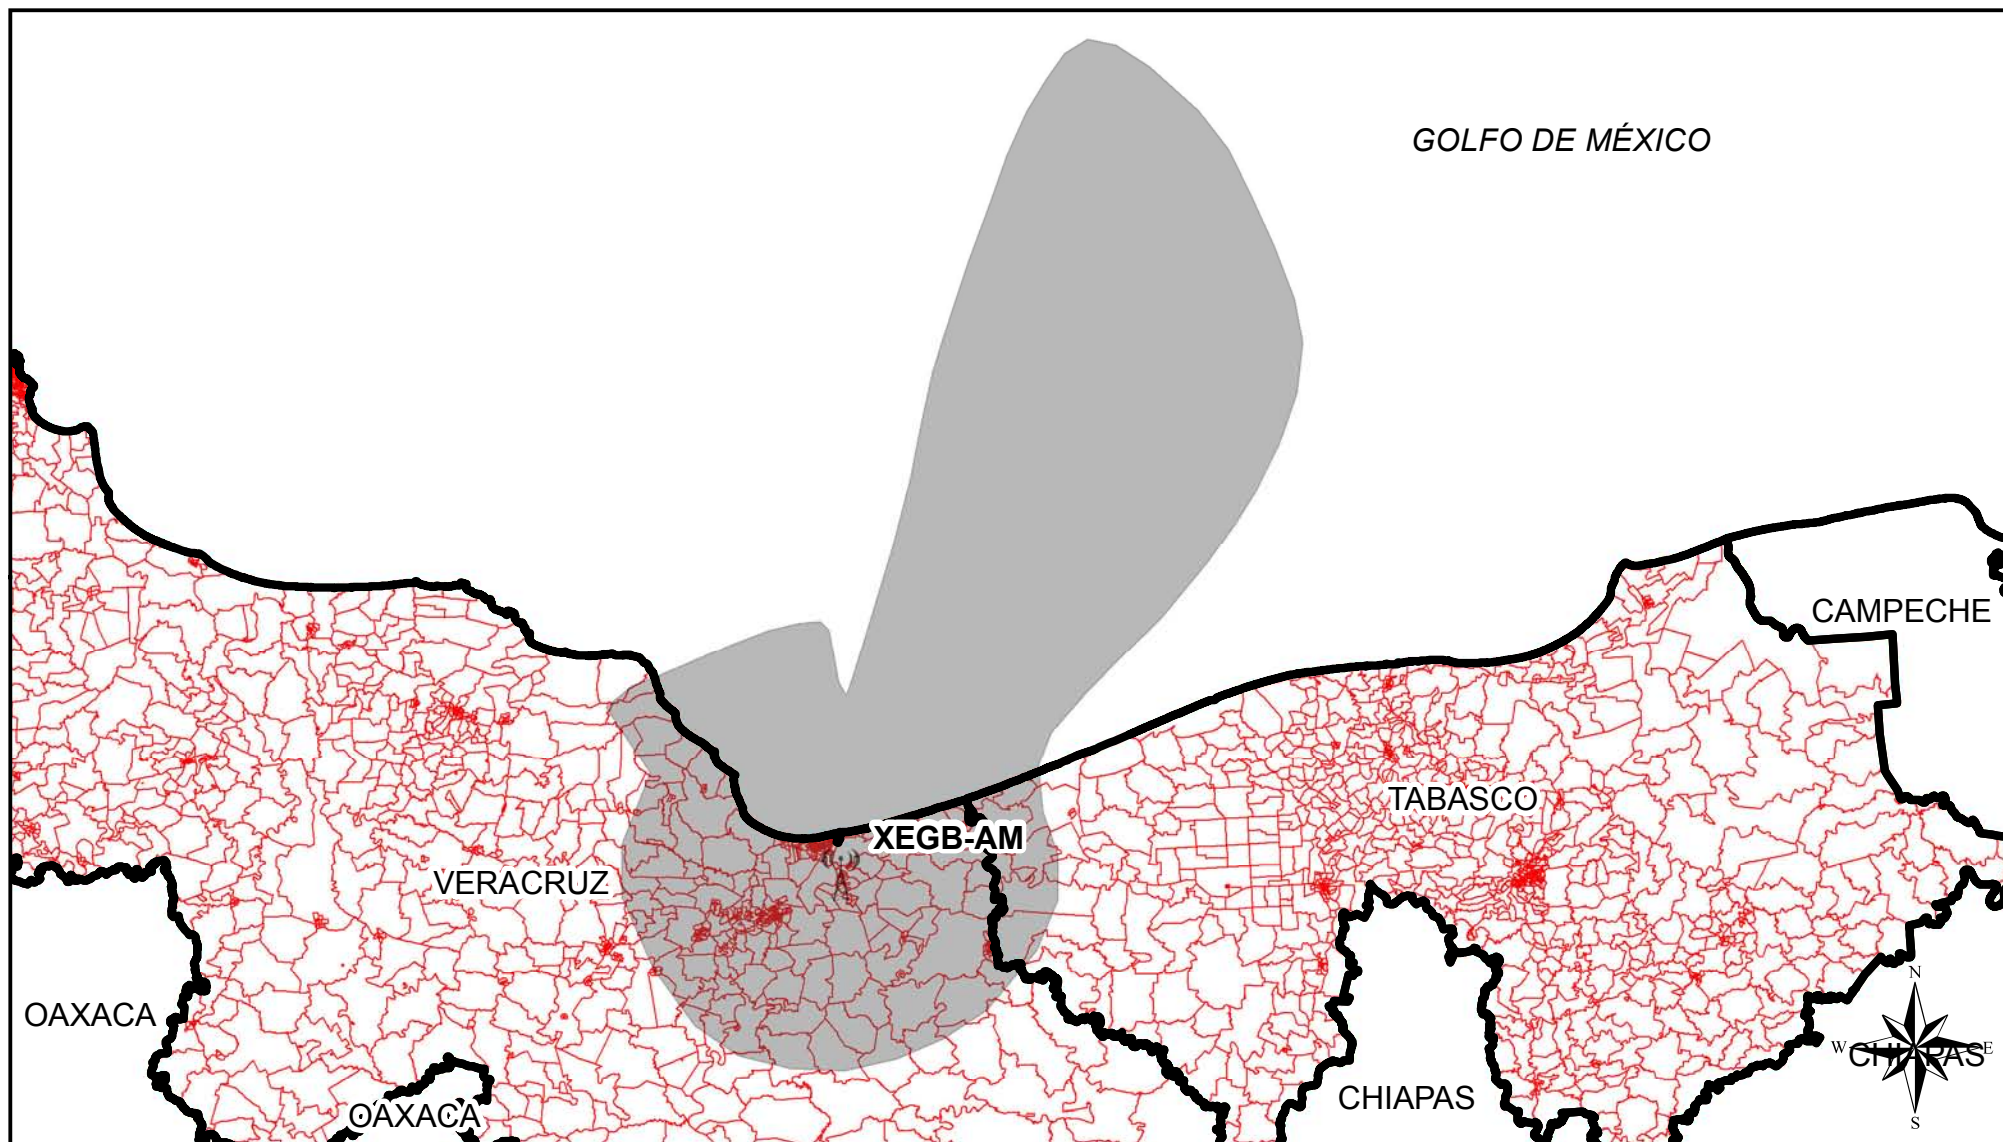 GOLFO DE MÉXICO
CAMPECHE
TABASCO
XEGB-AM
VERACRUZ
N
OAXACA
W
E
CHIAPAS
CHIAPAS
OAXACA
S